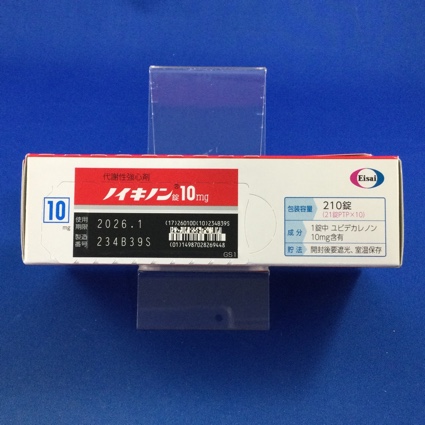 代謝性強心剤
ノイキノン®錠10mg
10
mg
使用期限 2026.1
製造番号 234B39S
(17)260100(10)234B39S
(01)14987028269448
GS1
Eisai
包装容量 210錠
(21錠PTP×10)
成分 1錠中 ユビデカレノン
10mg含有
貯法 開封後要遮光、室温保存